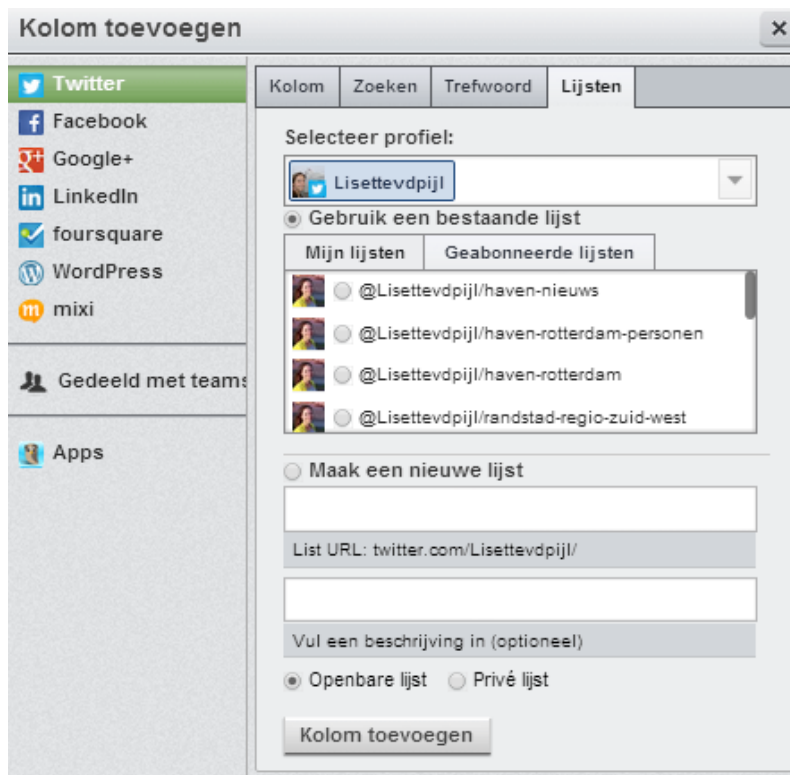 Kolom toevoegen
Twitter
Facebook
Google+
LinkedIn
foursquare
WordPress
mixi
Gedeeld met teams
Apps
Kolom Zoeken Trefwoord Lijsten
Selecteer profiel:
Lisettevdpijl
Gebruik een bestaande lijst
Mijn lijsten Geabonneerde lijsten
@Lisettevdpijl/haven-nieuws
@Lisettevdpijl/haven-rotterdam-personen
@Lisettevdpijl/haven-rotterdam
@Lisettevdpijl/randstad-regio-zuid-west
Maak een nieuwe lijst
List URL: twitter.com/Lisettevdpijl/
Vul een beschrijving in (optioneel)
Openbare lijst Privé lijst
Kolom toevoegen